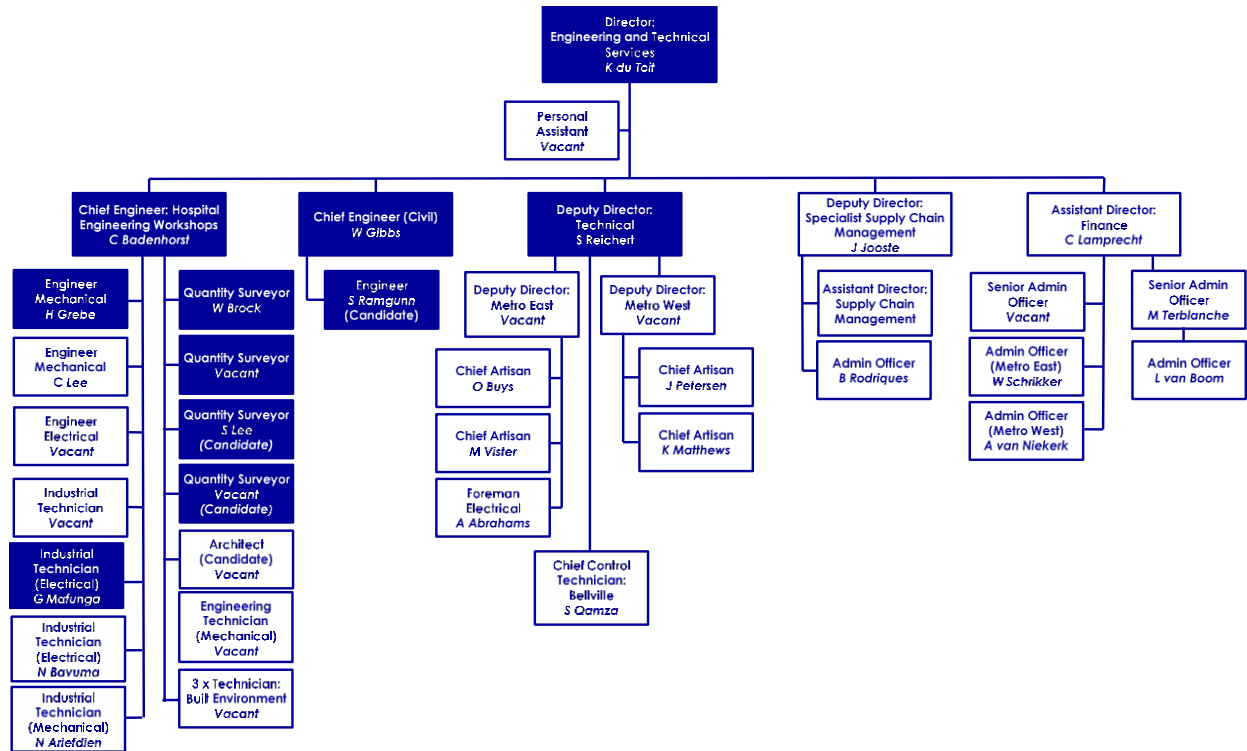 Director:
Engineering and Technical
Services
K du Toit
Personal
Assistant
Vacant
Chief Engineer: Hospital
Engineering Workshops
C Badenhorst
Chief Engineer (Civil)
W Gibbs
Deputy Director:
Technical
S Reichert
Deputy Director:
Specialist Supply Chain
Management
J Jooste
Assistant Director:
Finance
C Lamprecht
Engineer
Mechanical
H Grebe
Engineer
Mechanical
C Lee
Engineer
Electrical
Vacant
Industrial
Technician
Vacant
Industrial
Technician
(Electrical)
G Mafunga
Industrial
Technician
(Electrical)
N Bavuma
Industrial
Technician
(Mechanical)
N Ariefdien
Quantity Surveyor
W Brock
Quantity Surveyor
Vacant
Quantity Surveyor
S Lee
(Candidate)
Quantity Surveyor
Vacant
(Candidate)
Architect
(Candidate)
Vacant
Engineering
Technician
(Mechanical)
Vacant
3 x Technician:
Built Environment
Vacant
Engineer
S Ramgunn
(Candidate)
Deputy Director:
Metro East
Vacant
Chief Artisan
O Buys
Chief Artisan
M Vister
Foreman
Electrical
A Abrahams
Deputy Director:
Metro West
Vacant
Chief Artisan
J Petersen
Chief Artisan
K Matthews
Chief Control
Technician:
Bellville
S Qamza
Assistant Director:
Supply Chain
Management
Admin Officer
B Rodriques
Senior Admin
Officer
Vacant
Admin Officer
(Metro East)
W Schrikker
Admin Officer
(Metro West)
A van Niekerk
Senior Admin
Officer
M Terblanche
Admin Officer
L van Boom